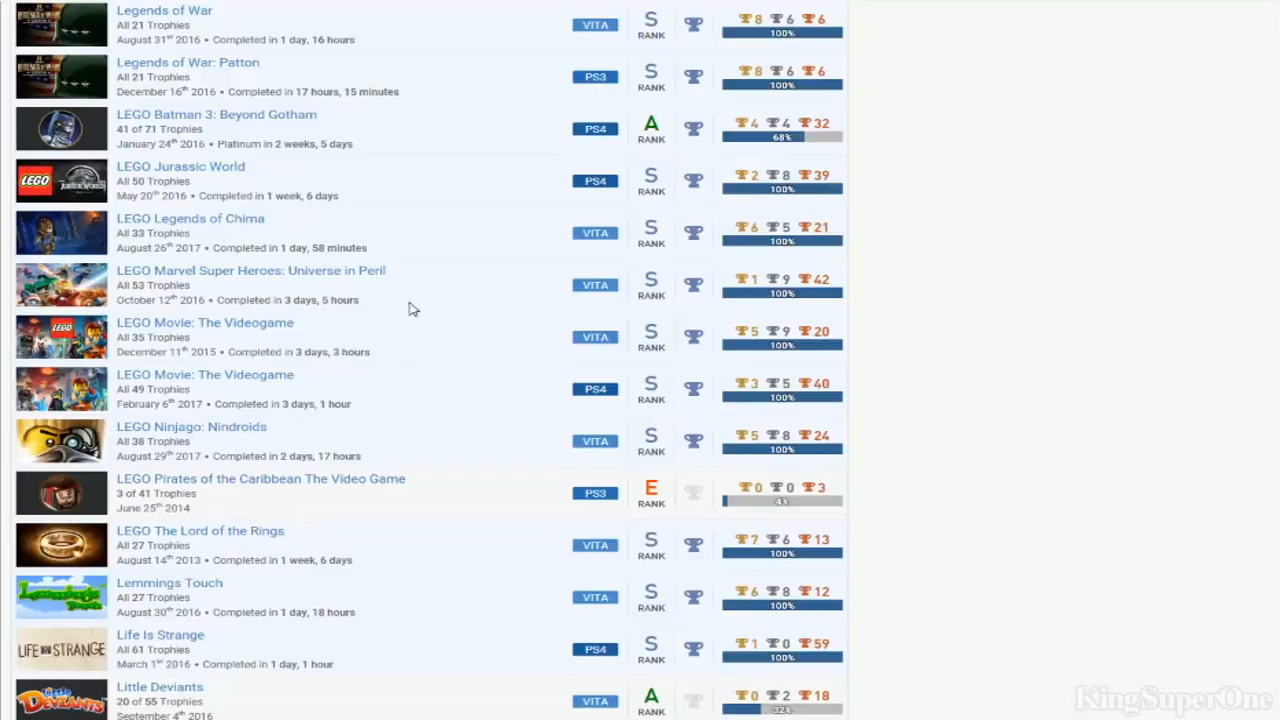 Legends of War
All 21 Trophies
August 31st 2016 • Completed in 1 day, 16 hours
VITA
S
RANK
8 6 6
100%
Legends of War: Patton
All 21 Trophies
December 16th 2016 • Completed in 17 hours, 15 minutes
PS3
S
RANK
8 6 6
100%
LEGO Batman 3: Beyond Gotham
41 of 71 Trophies
January 24th 2016 • Platinum in 2 weeks, 5 days
PS4
A
RANK
4 4 32
68%
LEGO
JURASSIC WORLD
LEGO Jurassic World
All 50 Trophies
May 20th 2016 • Completed in 1 week, 6 days
PS4
S
RANK
2 8 39
100%
LEGO Legends of Chima
All 33 Trophies
August 26th 2017 • Completed in 1 day, 58 minutes
VITA
S
RANK
6 5 21
100%
LEGO Marvel Super Heroes: Universe in Peril
All 53 Trophies
October 12th 2016 • Completed in 3 days, 5 hours
VITA
S
RANK
1 9 42
100%
LEGO
LEGO Movie: The Videogame
All 35 Trophies
December 11th 2015 • Completed in 3 days, 3 hours
VITA
S
RANK
5 9 20
100%
LEGO Movie: The Videogame
All 49 Trophies
February 6th 2017 • Completed in 3 days, 1 hour
PS4
S
RANK
3 5 40
100%
LEGO Ninjago: Nindroids
All 38 Trophies
August 29th 2017 • Completed in 2 days, 17 hours
VITA
S
RANK
5 8 24
100%
LEGO Pirates of the Caribbean The Video Game
3 of 41 Trophies
June 25th 2014
PS3
E
RANK
0 0 3
4%
LEGO The Lord of the Rings
All 27 Trophies
August 14th 2013 • Completed in 1 week, 6 days
VITA
S
RANK
7 6 13
100%
Lemmings Touch
Lemmings Touch
All 27 Trophies
August 30th 2016 • Completed in 1 day, 18 hours
VITA
S
RANK
6 8 12
100%
LIFE IS STRANGE
Life Is Strange
All 61 Trophies
March 1st 2016 • Completed in 1 day, 1 hour
PS4
S
RANK
1 0 59
100%
Little DEVIANTS
Little Deviants
20 of 55 Trophies
September 4th 2016
VITA
A
RANK
0 2 18
32%
KingSuperOne